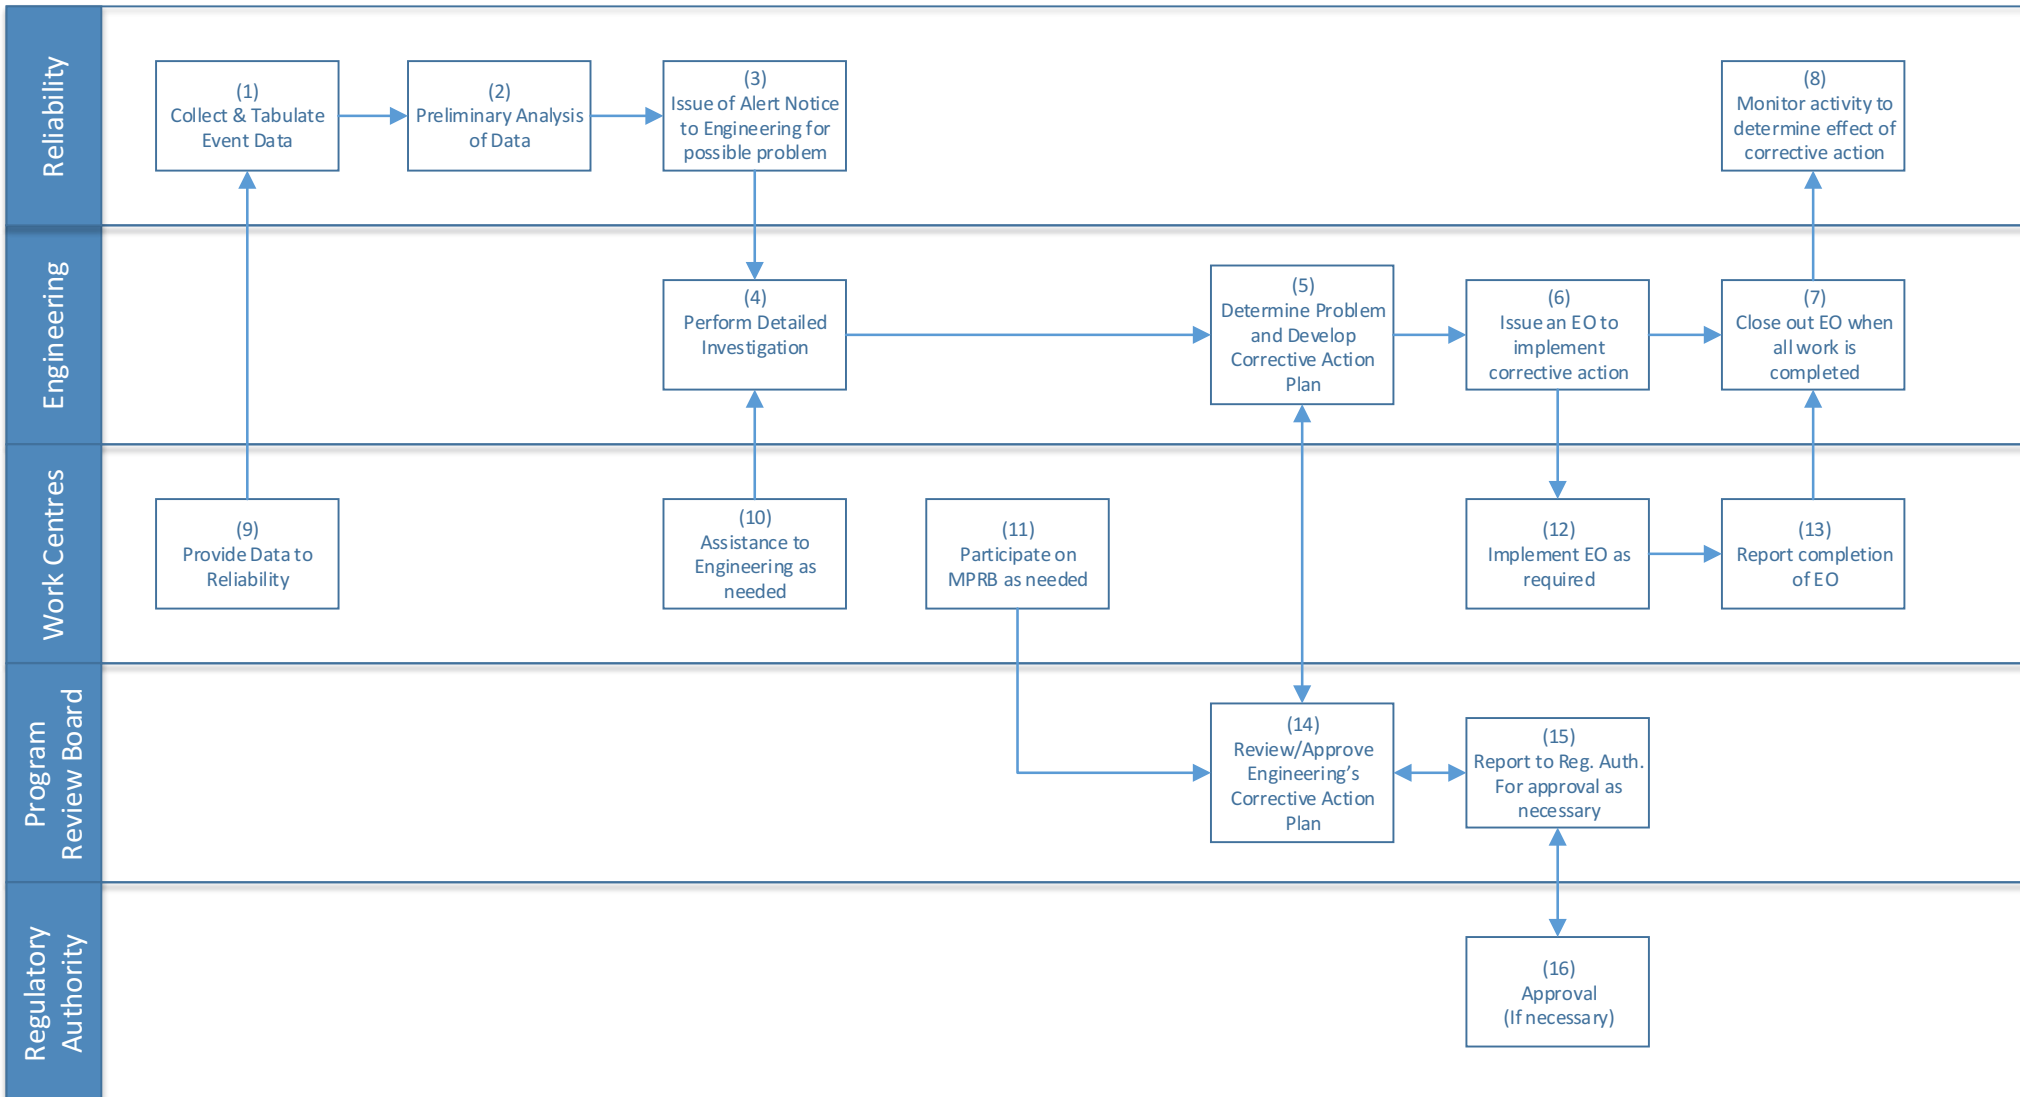 Reliability
(1)
Collect & Tabulate
Event Data
(2)
Preliminary Analysis
of Data
(3)
Issue of Alert Notice
to Engineering for
possible problem
(8)
Monitor activity to
determine effect of
corrective action
Engineering
(4)
Perform Detailed
Investigation
(5)
Determine Problem
and Develop
Corrective Action
Plan
(6)
Issue an EO to
implement
corrective action
(7)
Close out EO when
all work is
completed
Work Centres
(9)
Provide Data to
Reliability
(10)
Assistance to
Engineering as
needed
(11)
Participate on
MPRB as needed
(12)
Implement EO as
required
(13)
Report completion
of EO
Program
Review Board
(14)
Review/Approve
Engineering's
Corrective Action
Plan
(15)
Report to Reg. Auth.
For approval as
necessary
Regulatory
Authority
(16)
Approval
(If necessary)